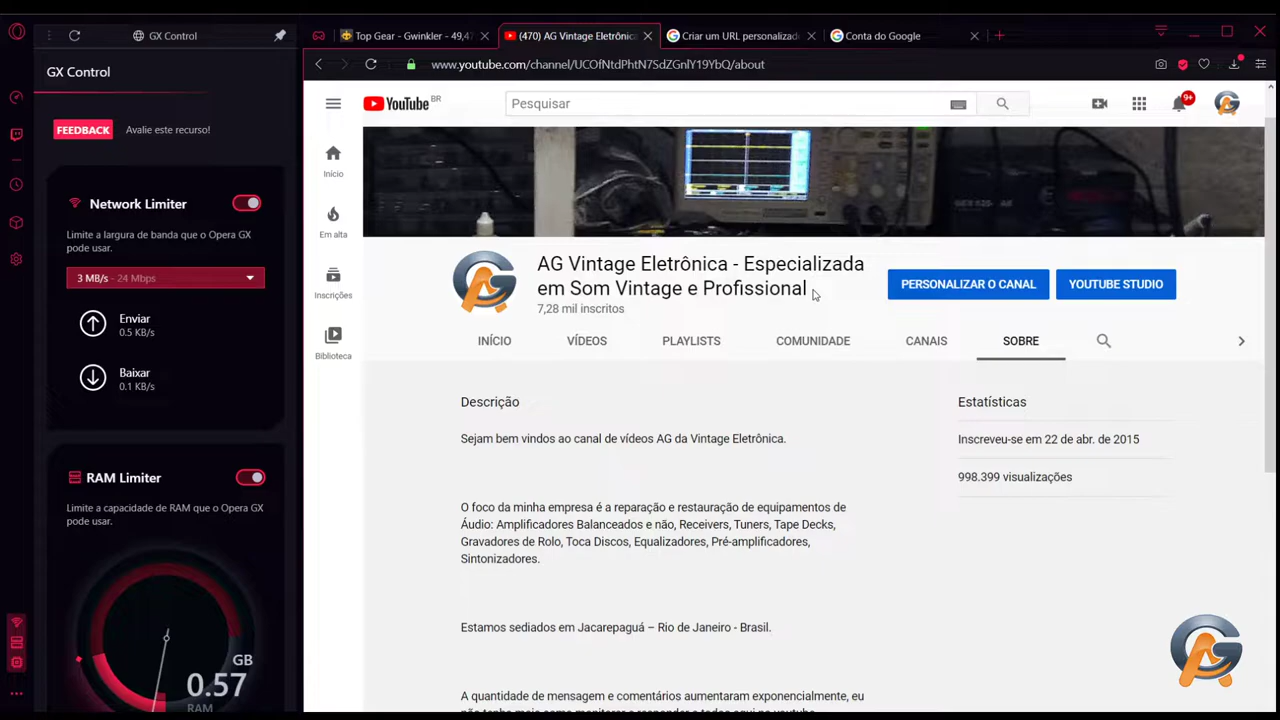 GX Control
Top Gear - Gwinkler - 49,4
(470) AG Vintage Eletrônic
Criar um URL personalizad
Conta do Google
www.youtube.com/channel/UCOfNtdPhtN7SdZGnlY19YbQ/about
GX Control
FEEDBACK
Avalie este recurso!
Network Limiter
Limite a largura de banda que o Opera GX
pode usar.
3 MB/s - 24 Mbps
Enviar
0.5 KB/s
Baixar
0.1 KB/s
RAM Limiter
Limite a capacidade de RAM que o Opera GX
pode usar.
GB
0.57
RAM
YouTube BR
Pesquisar
9+
Início
Em alta
Inscrições
Biblioteca
AG Vintage Eletrônica - Especializada
em Som Vintage e Profissional
7,28 mil inscritos
PERSONALIZAR O CANAL
YOUTUBE STUDIO
INÍCIO
VÍDEOS
PLAYLISTS
COMUNIDADE
CANAIS
SOBRE
Descrição
Sejam bem vindos ao canal de vídeos AG da Vintage Eletrônica.
O foco da minha empresa é a reparação e restauração de equipamentos de
Áudio: Amplificadores Balanceados e não, Receivers, Tuners, Tape Decks,
Gravadores de Rolo, Toca Discos, Equalizadores, Pré-amplificadores,
Sintonizadores.
Estamos sediados em Jacarepaguá – Rio de Janeiro - Brasil.
A quantidade de mensagem e comentários aumentaram exponencialmente, eu
Estatísticas
Inscreveu-se em 22 de abr. de 2015
998.399 visualizações